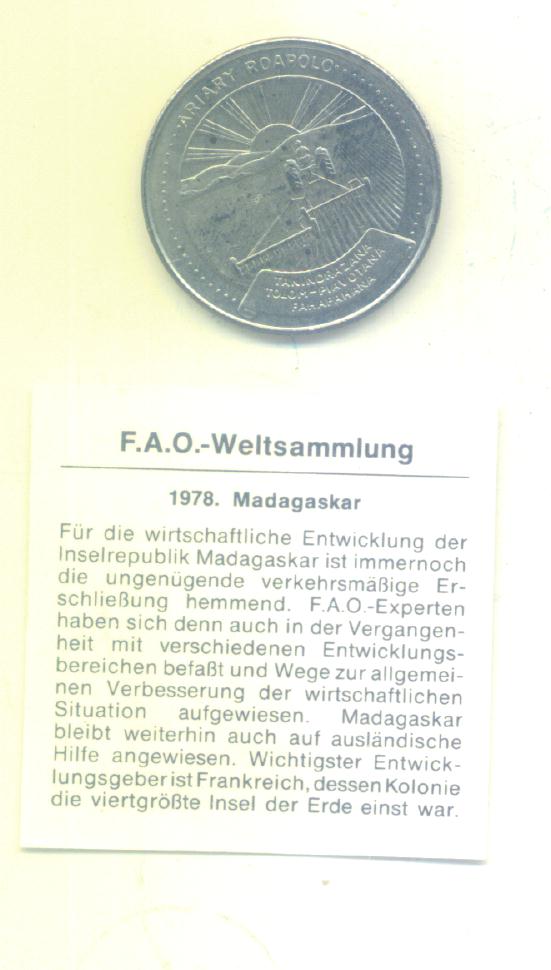 ARIARY ROAPOLO
TANINDRAZANA
TOLOM-PIAVOTANA
FAHAFAHANA
F.A.O.-Weltsammlung
1978. Madagaskar
Für die wirtschaftliche Entwicklung der
Inselrepublik Madagaskar ist immernoch
die ungenügende verkehrsmäßige Er-
schließung hemmend. F.A.O.-Experten
haben sich denn auch in der Vergangen-
heit mit verschiedenen Entwicklungs-
bereichen befaßt und Wege zur allgemei-
nen Verbesserung der wirtschaftlichen
Situation aufgewiesen. Madagaskar
bleibt weiterhin auch auf ausländische
Hilfe angewiesen. Wichtigster Entwick-
lungsgeber ist Frankreich, dessen Kolonie
die viertgrößte Insel der Erde einst war.